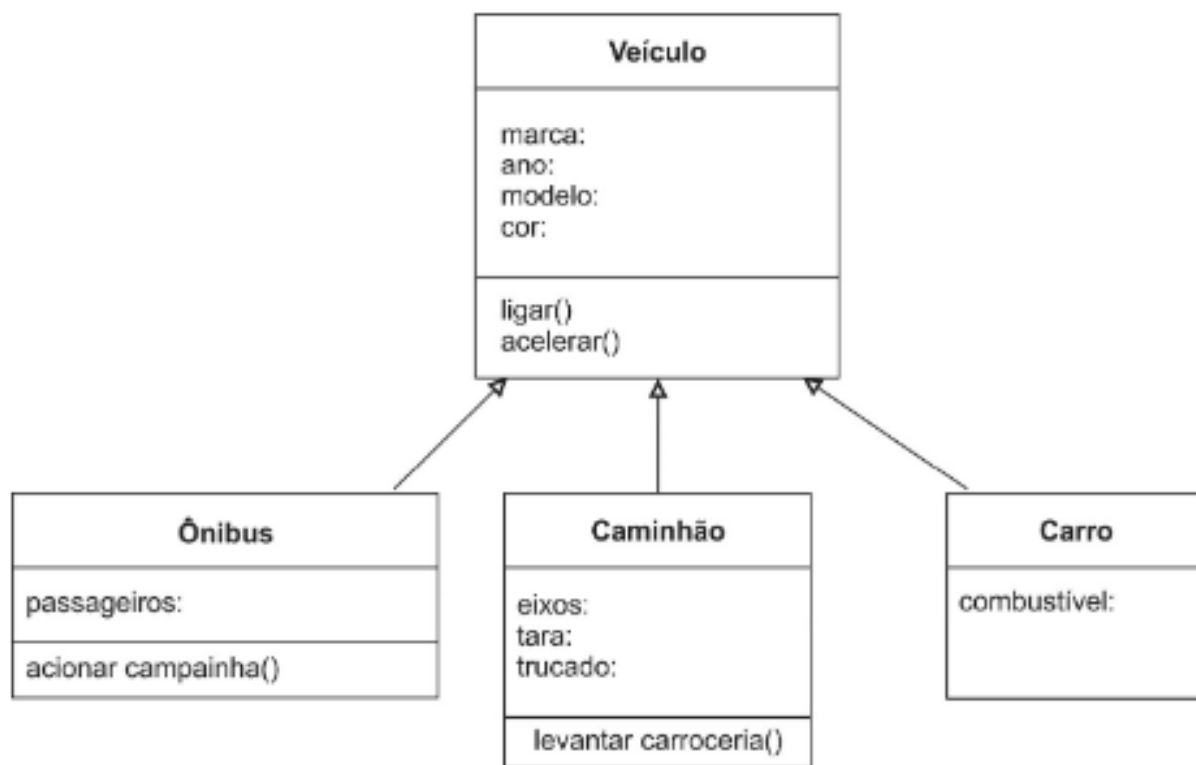 Veículo
marca:
ano:
modelo:
cor:
ligar()
acelerar()
Ônibus
passageiros:
acionar campainha()
Caminhão
eixos:
tara:
trucado:
levantar carroceria()
Carro
combustível: